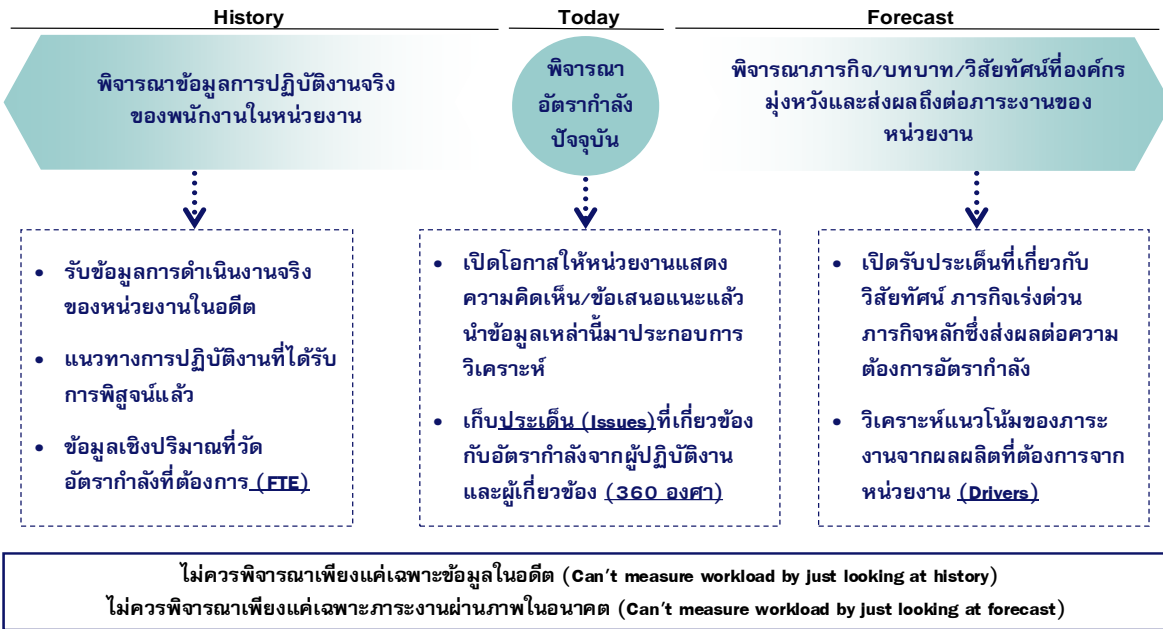 History
Today
Forecast
พิจารณาข้อมูลการปฏิบัติงานจริง
ของพนักงานในหน่วยงาน
พิจารณา
อัตรากำลัง
ปัจจุบัน
พิจารณาภารกิจ/บทบาท/วิสัยทัศน์ที่องค์กร
มุ่งหวังและส่งผลถึงต่อภาระงานของ
หน่วยงาน
• รับข้อมูลการดำเนินงานจริง
ของหน่วยงานในอดีต
• แนวทางการปฏิบัติงานที่ได้รับ
การพิสูจน์แล้ว
• ข้อมูลเชิงปริมาณที่วัด
อัตรากำลังที่ต้องการ (FTE)
• เปิดโอกาสให้หน่วยงานแสดง
ความคิดเห็น/ข้อเสนอแนะแล้ว
นำข้อมูลเหล่านี้มาประกอบการ
วิเคราะห์
• เก็บประเด็น (Issues)ที่เกี่ยวข้อง
กับอัตรากำลังจากผู้ปฏิบัติงาน
และผู้เกี่ยวข้อง (360 องศา)
• เปิดรับประเด็นที่เกี่ยวกับ
วิสัยทัศน์ ภารกิจเร่งด่วน
ภารกิจหลักซึ่งส่งผลต่อความ
ต้องการอัตรากำลัง
• วิเคราะห์แนวโน้มของภาระ
งานจากผลผลิตที่ต้องการจาก
หน่วยงาน (Drivers)
ไม่ควรพิจารณาเพียงแค่เฉพาะข้อมูลในอดีต (Can't measure workload by just looking at history)
ไม่ควรพิจารณาเพียงแค่เฉพาะภาระงานผ่านภาพในอนาคต (Can't measure workload by just looking at forecast)